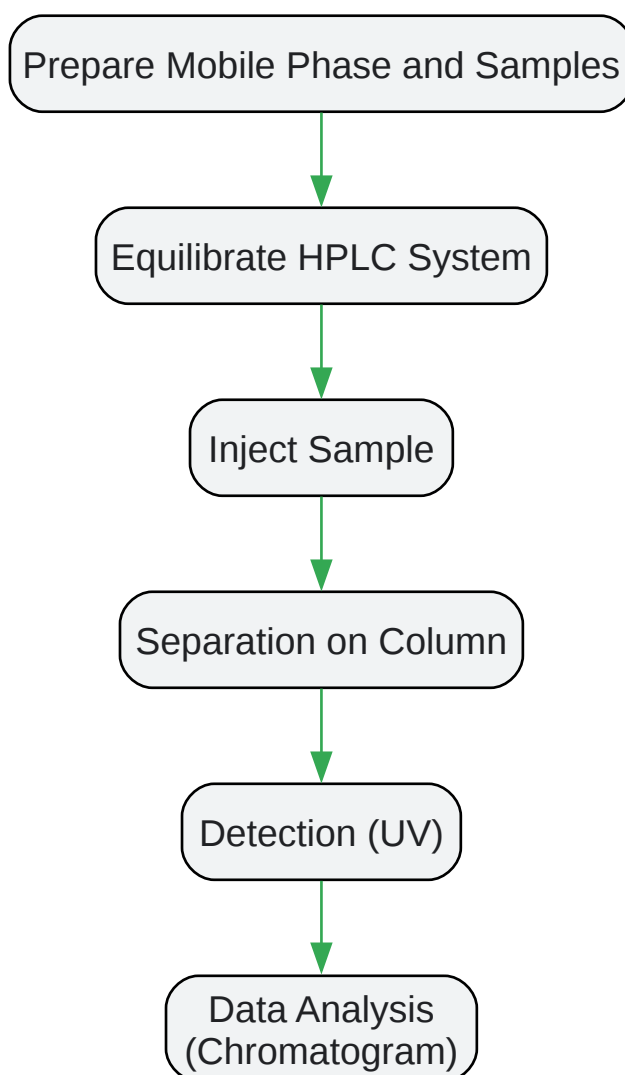 Prepare Mobile Phase and Samples
Equilibrate HPLC System
Inject Sample
Separation on Column
Detection (UV)
Data Analysis
(Chromatogram)